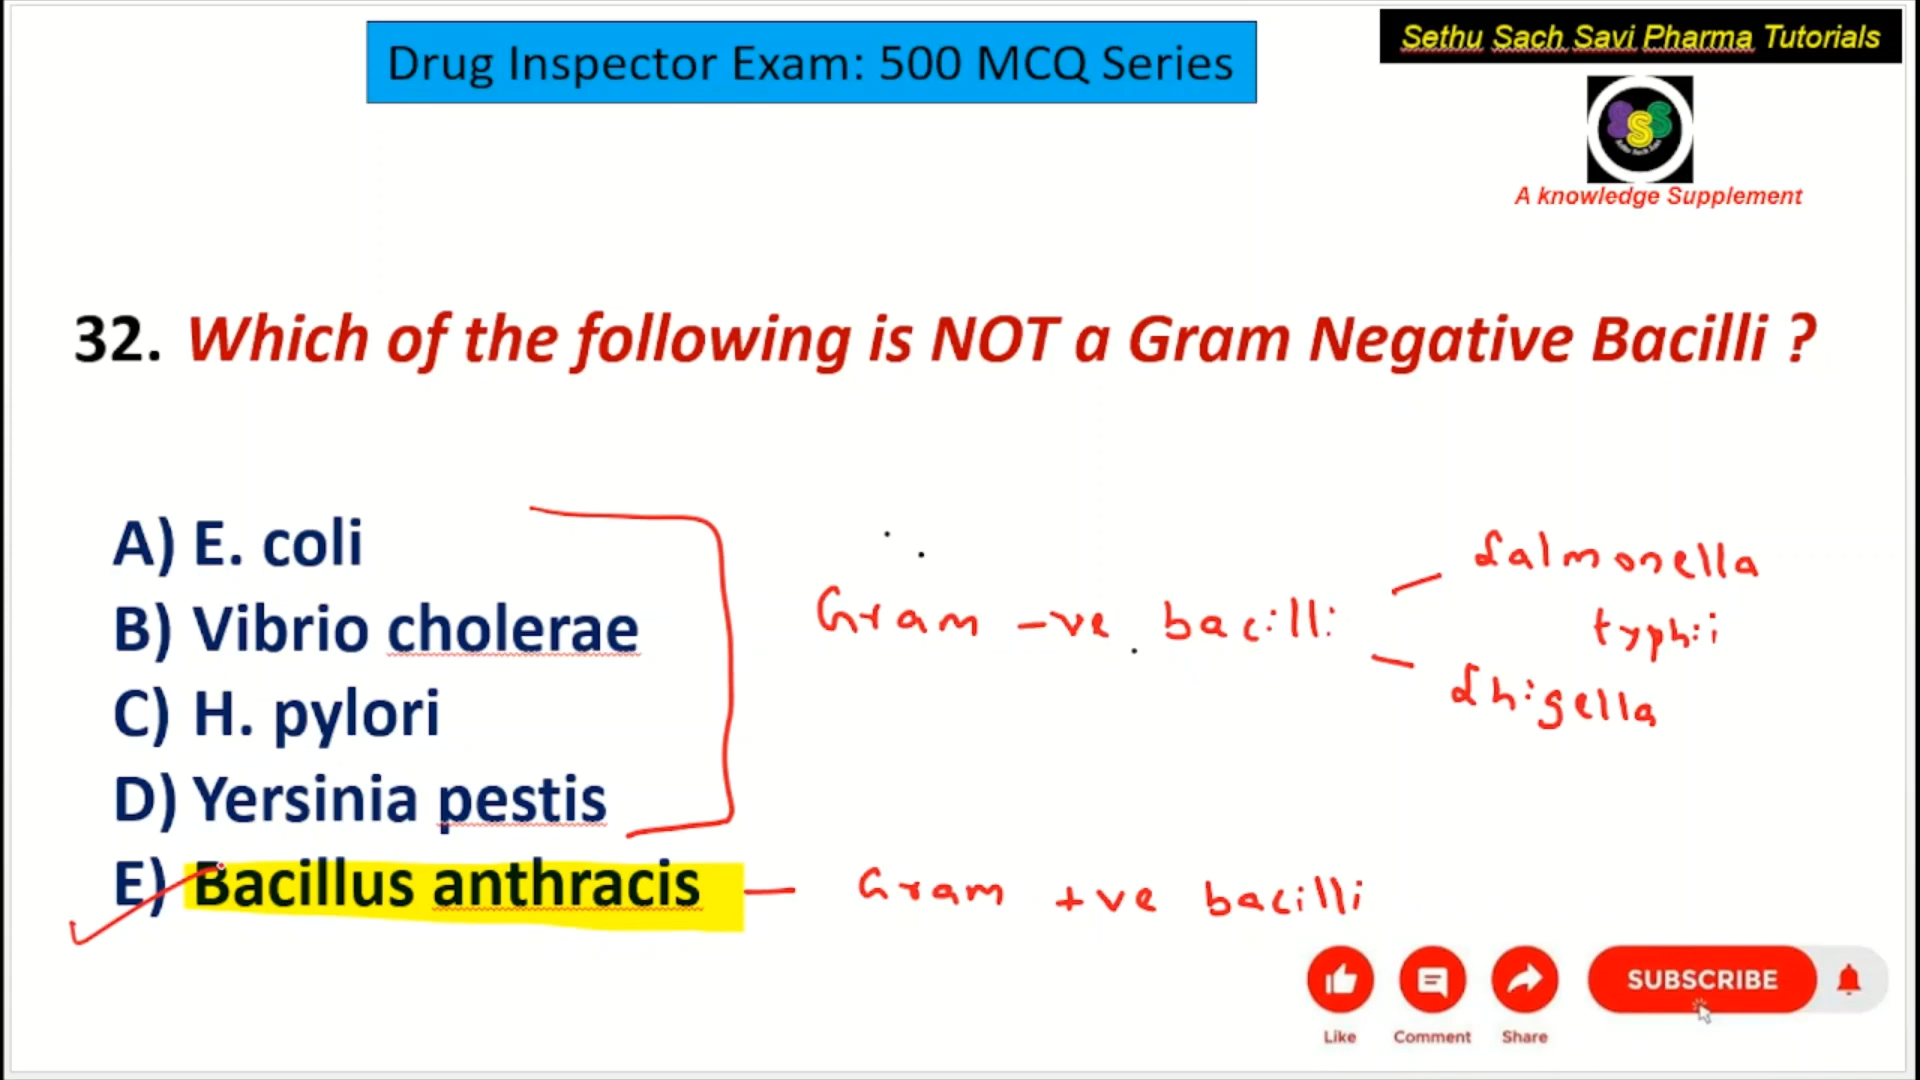 Drug Inspector Exam: 500 MCQ Series
Sethu Sach Savi Pharma Tutorials
SSS
A knowledge Supplement
32. Which of the following is NOT a Gram Negative Bacilli ?
A) E. coli
B) Vibrio cholerae
C) H. pylori
D) Yersinia pestis
E) Bacillus anthracis
Gram -ve bacilli
Salmonella
typhi
Shigella
Gram +ve bacilli
SUBSCRIBE
Like
Comment
Share